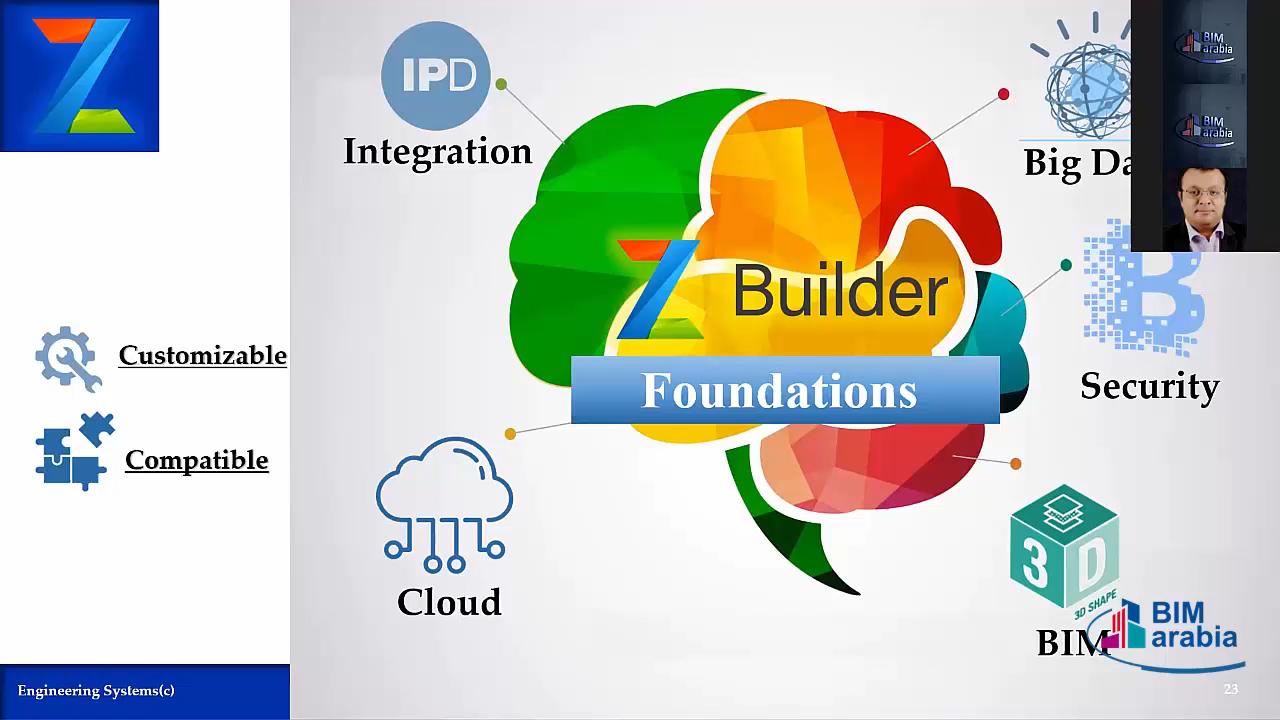 IPD
Integration
Big Da
BIM
arabia
BIM
arabia
Z Builder
Foundations
Security
Customizable
Compatible
Cloud
3D
3D SHAPE
BIM
BIM
arabia
Engineering Systems(c)
23